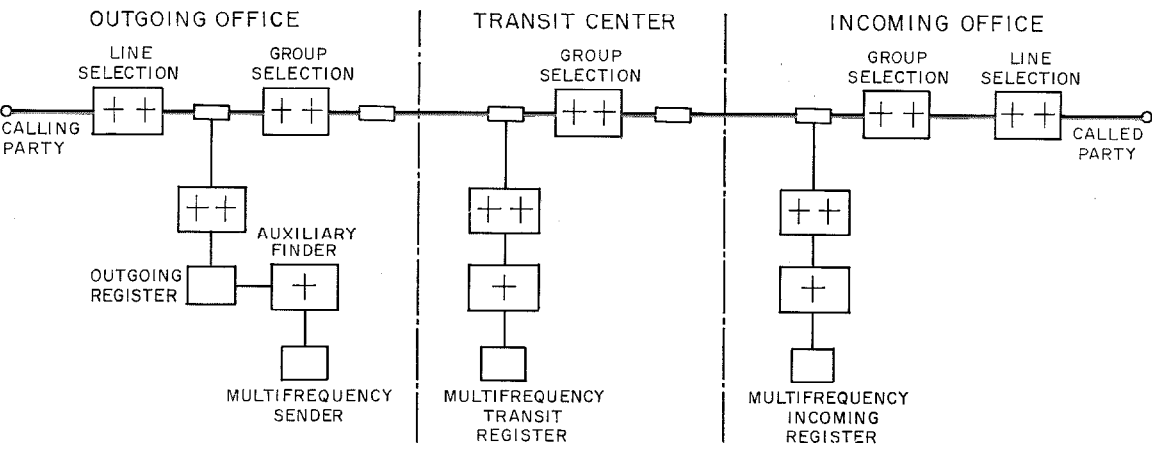 OUTGOING OFFICE
TRANSIT CENTER
INCOMING OFFICE
LINE
SELECTION
GROUP
SELECTION
GROUP
SELECTION
GROUP
SELECTION
LINE
SELECTION
CALLING
PARTY
CALLED
PARTY
AUXILIARY
FINDER
OUTGOING
REGISTER
MULTIFREQUENCY
SENDER
MULTIFREQUENCY
TRANSIT
REGISTER
MULTIFREQUENCY
INCOMING
REGISTER